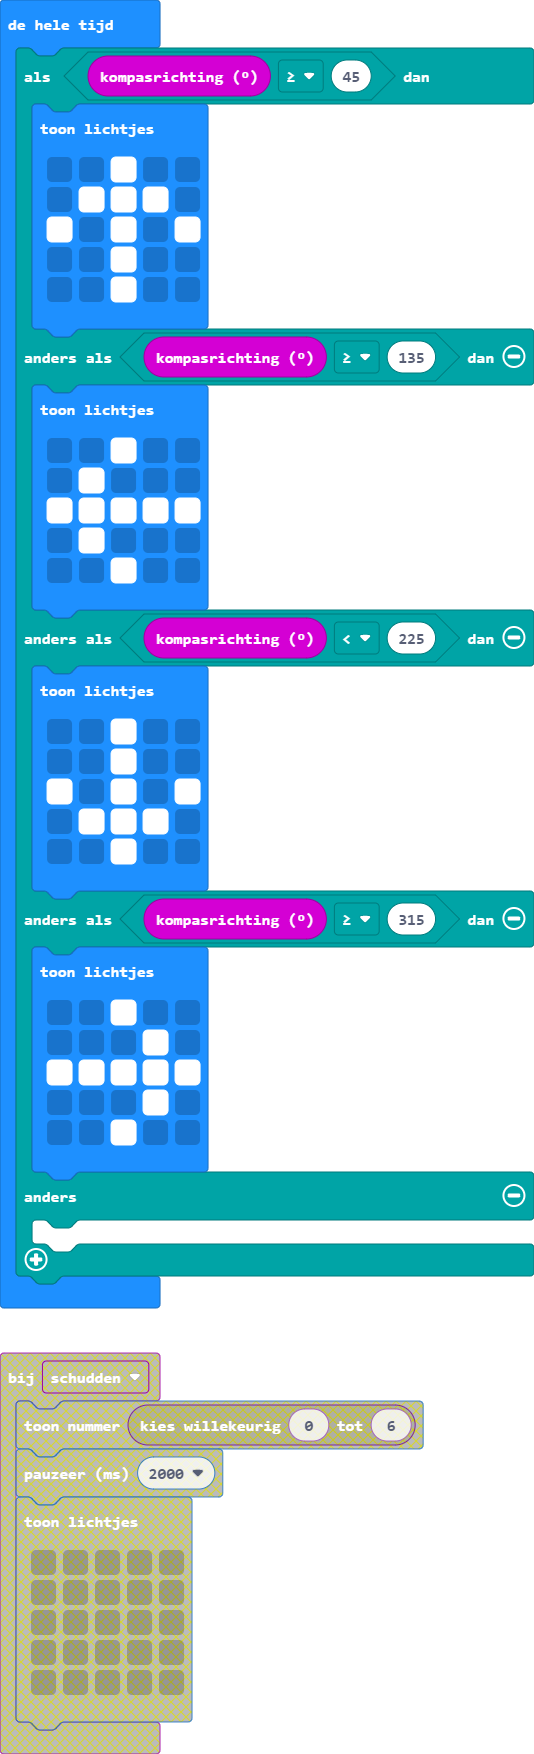 de hele tijd
als kompasrichting (º) ≥ 45 dan
toon lichtjes
anders als kompasrichting (º) ≥ 135 dan
toon lichtjes
anders als kompasrichting (º) < 225 dan
toon lichtjes
anders als kompasrichting (º) ≥ 315 dan
toon lichtjes
anders
bij schudden
toon nummer kies willekeurig 0 tot 6
pauzeer (ms) 2000
toon lichtjes